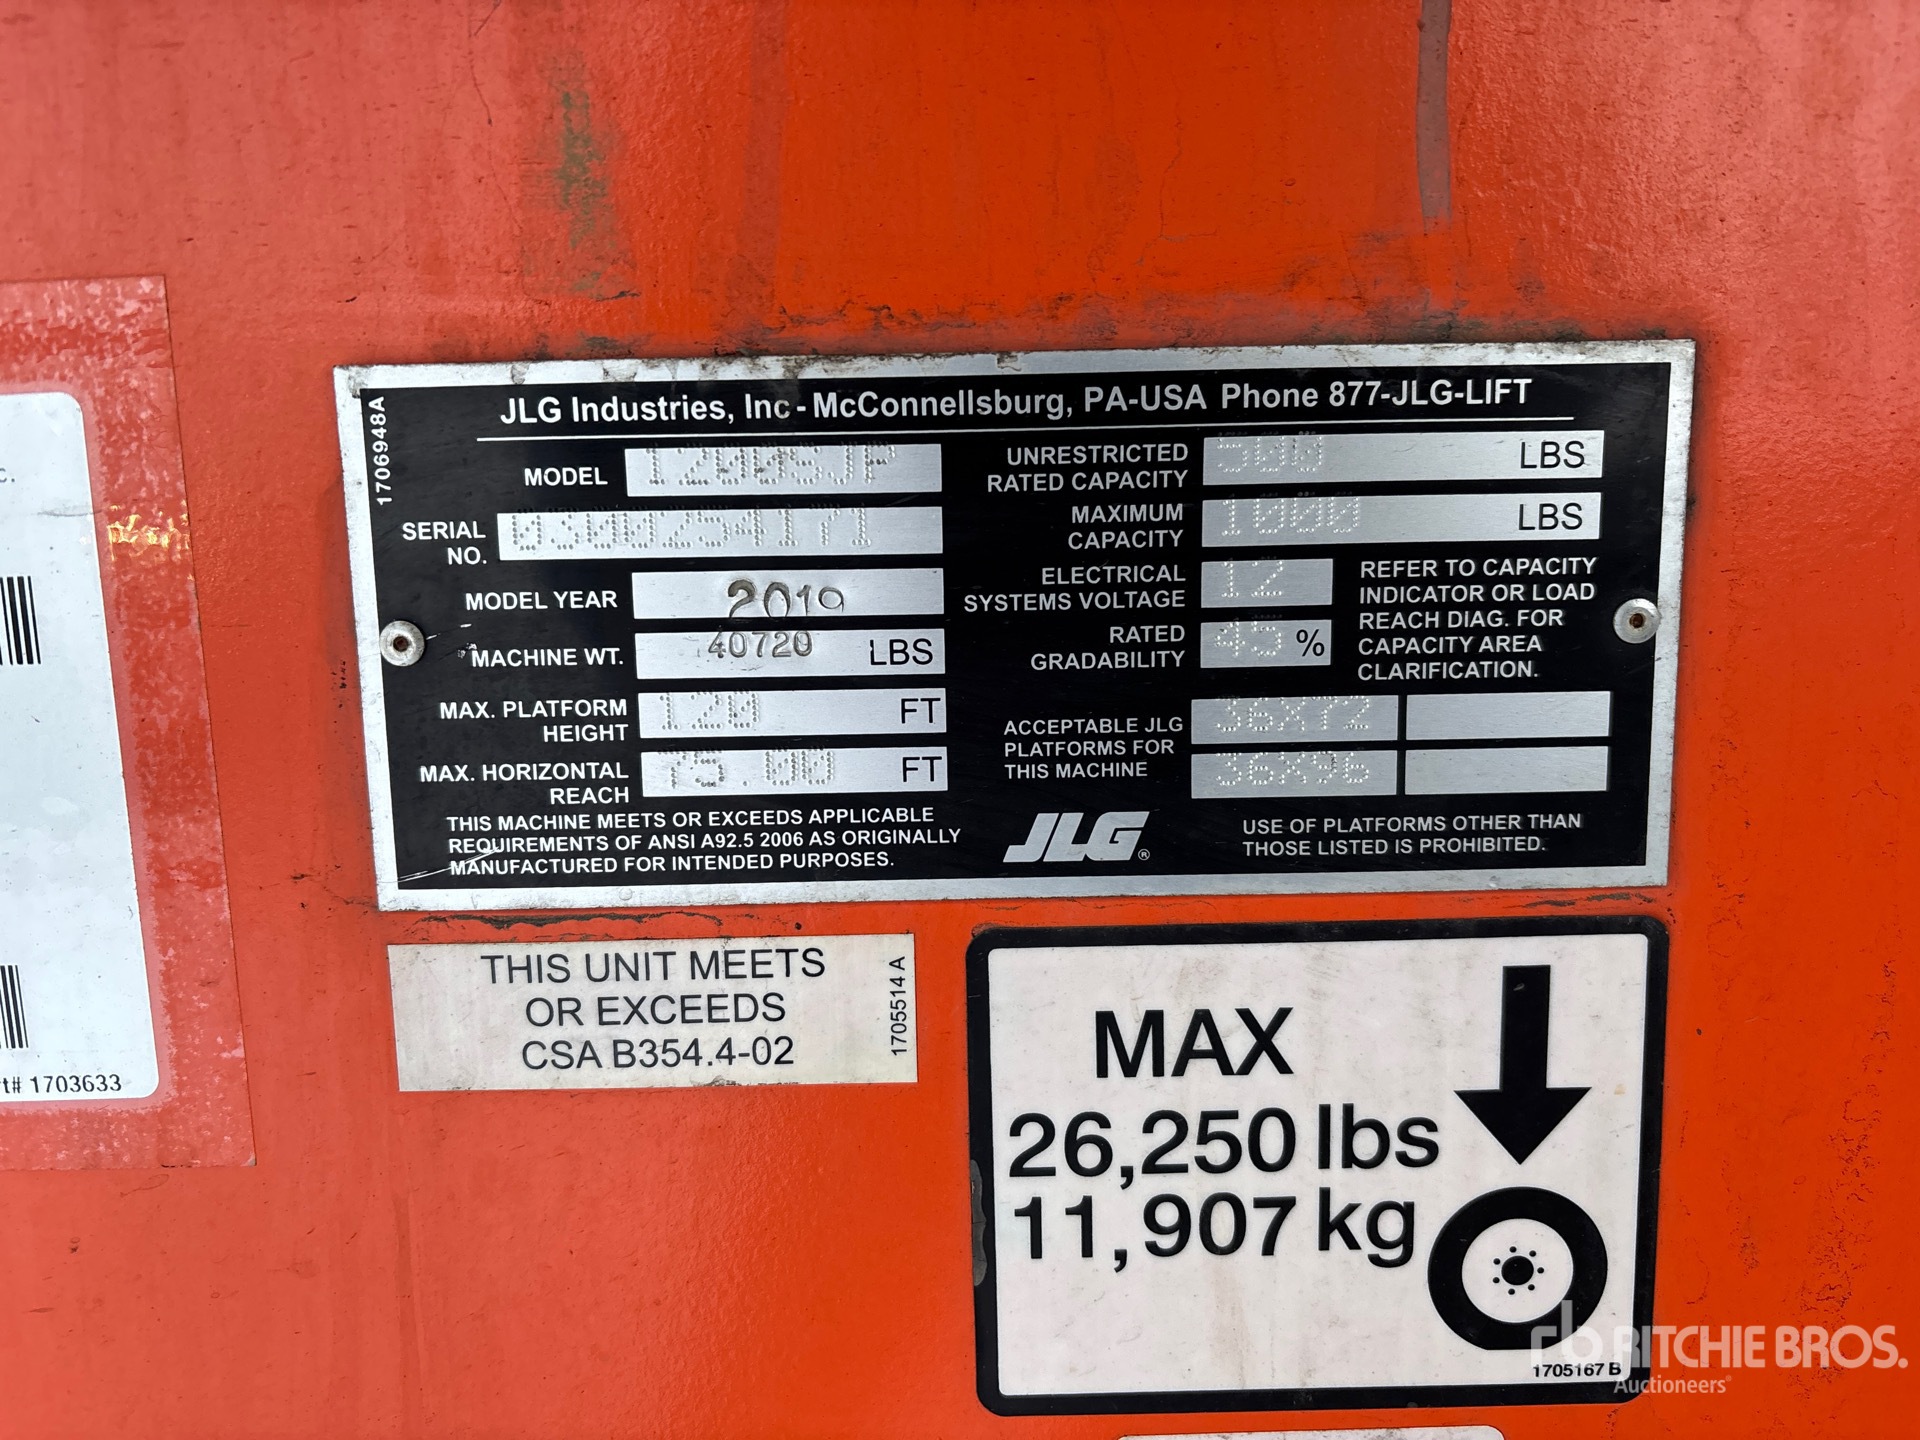 JLG Industries, Inc - McConnellsburg, PA-USA Phone 877-JLG-LIFT
1706948A
MODEL 1200SJP
SERIAL NO. 0300254171
MODEL YEAR 2019
MACHINE WT. 40720 LBS
MAX. PLATFORM HEIGHT 120 FT
MAX. HORIZONTAL REACH 75.00 FT
THIS MACHINE MEETS OR EXCEEDS APPLICABLE
REQUIREMENTS OF ANSI A92.5 2006 AS ORIGINALLY
MANUFACTURED FOR INTENDED PURPOSES.
UNRESTRICTED RATED CAPACITY 500 LBS
MAXIMUM CAPACITY 1000 LBS
ELECTRICAL SYSTEMS VOLTAGE 12
RATED GRADABILITY 45 %
REFER TO CAPACITY
INDICATOR OR LOAD
REACH DIAG. FOR
CAPACITY AREA
CLARIFICATION.
ACCEPTABLE JLG
PLATFORMS FOR
THIS MACHINE
36X72
36X96
JLG®
USE OF PLATFORMS OTHER THAN
THOSE LISTED IS PROHIBITED.
THIS UNIT MEETS
OR EXCEEDS
CSA B354.4-02
1705514 A
MAX
26,250 lbs
11,907 kg
1705167 B
c.
t# 1703633
rb RITCHIE BROS.
Auctioneers